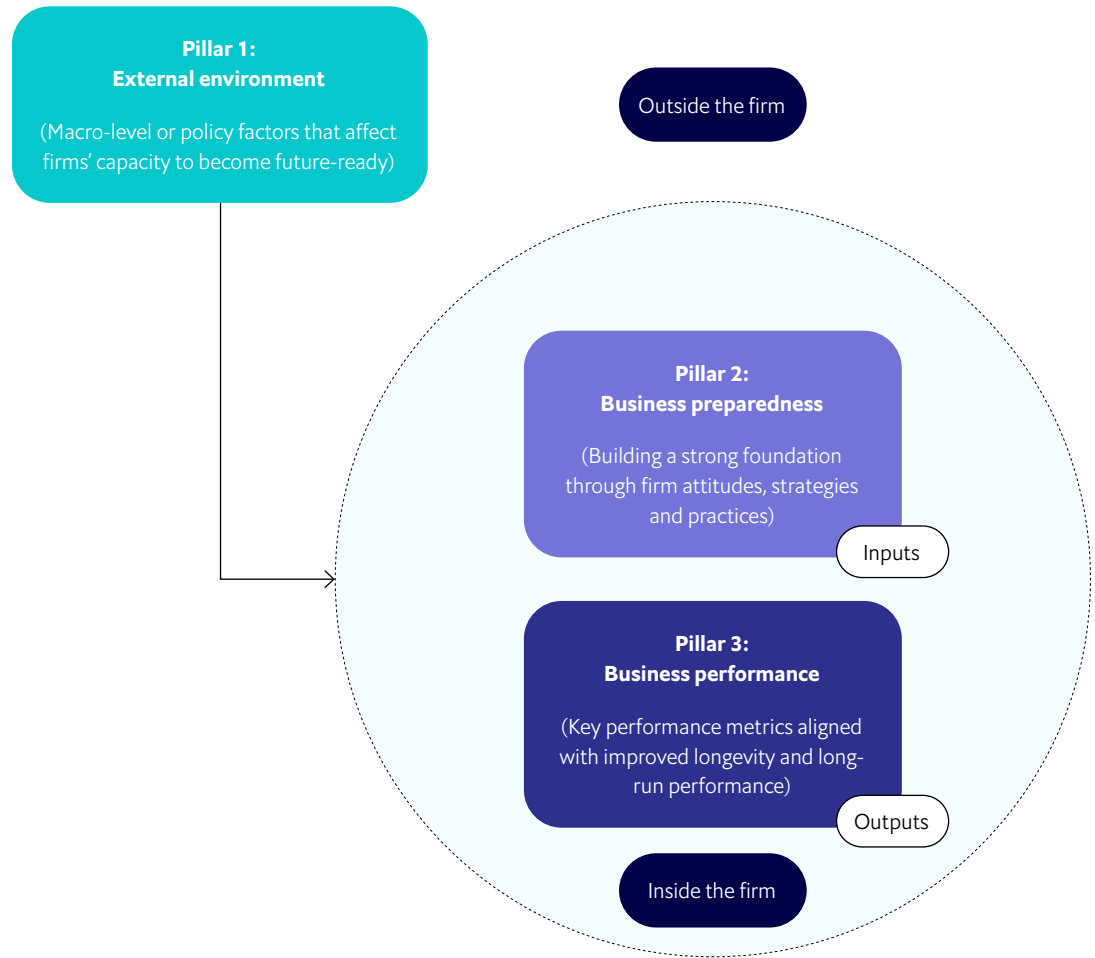 Pillar 1:
External environment
(Macro-level or policy factors that affect
firms’ capacity to become future-ready)
Outside the firm
Pillar 2:
Business preparedness
(Building a strong foundation
through firm attitudes, strategies
and practices)
Inputs
Pillar 3:
Business performance
(Key performance metrics aligned
with improved longevity and long-
run performance)
Outputs
Inside the firm